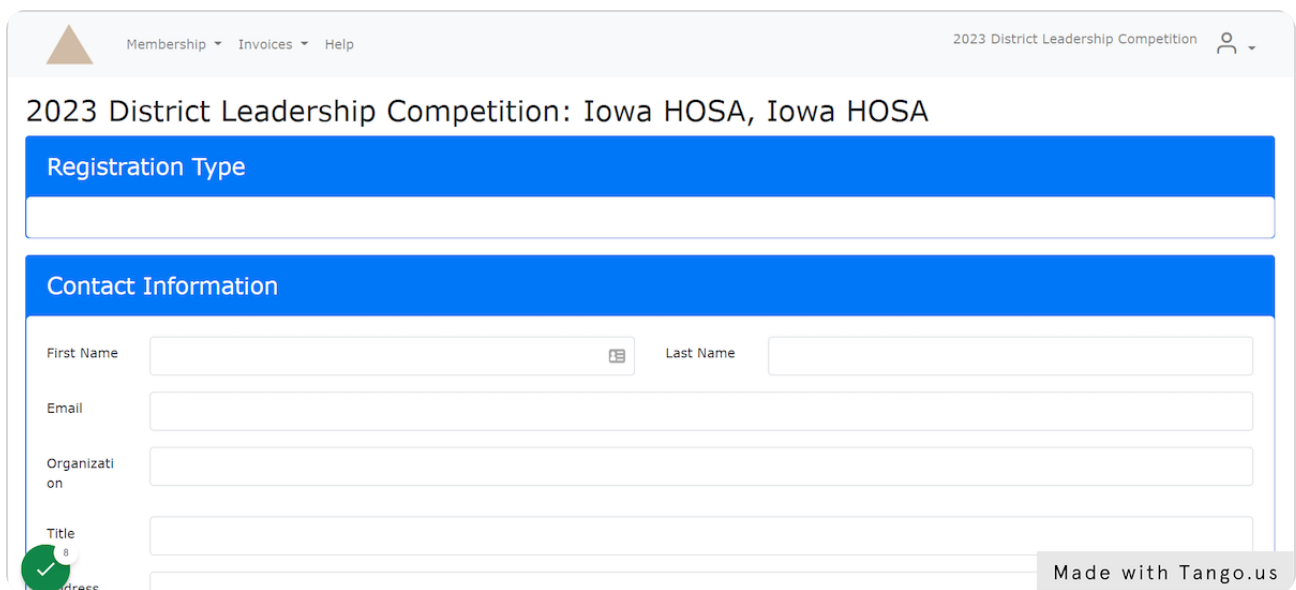 Membership Invoices Help 2023 District Leadership Competition
2023 District Leadership Competition: Iowa HOSA, Iowa HOSA
Registration Type
Contact Information
First Name Last Name
Email
Organizati
on
Title
8
Made with Tango.us